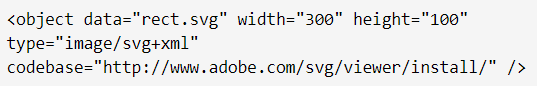 <object data="rect.svg" width="300" height="100"
type="image/svg+xml"
codebase="http://www.adobe.com/svg/viewer/install/" />